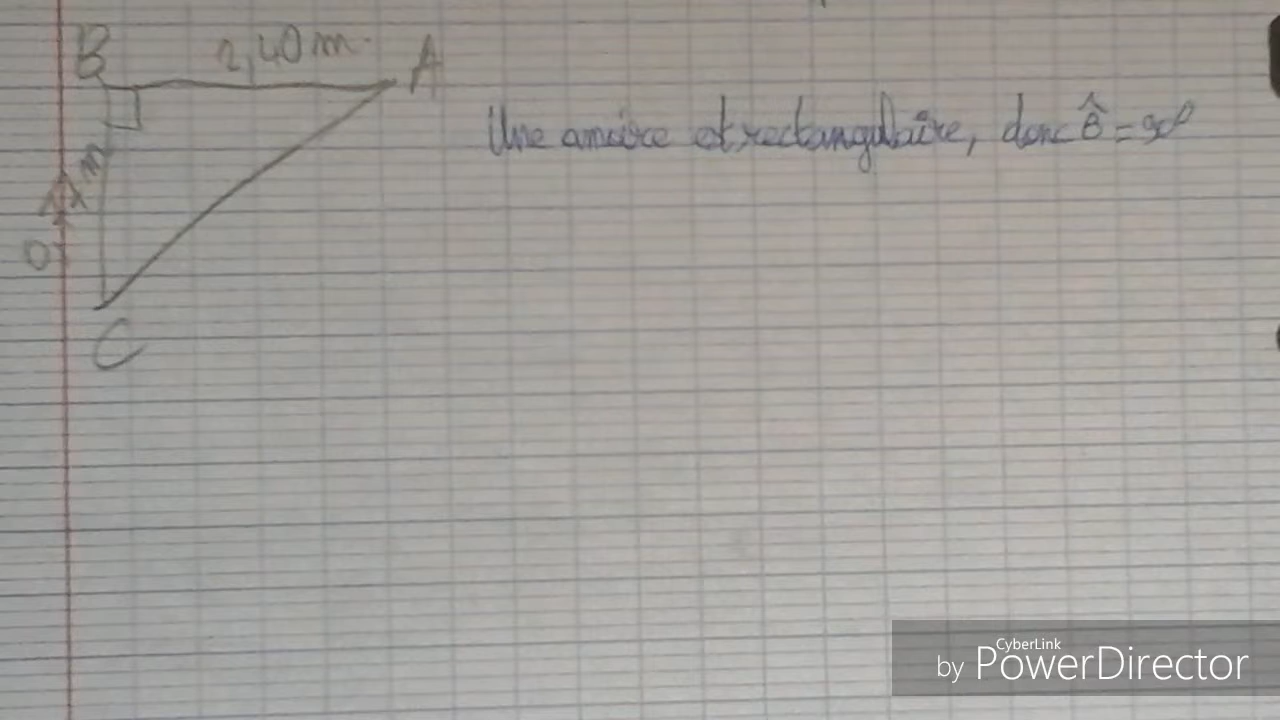 B 2,40 m A
Une armoire est rectangulaire, donc B̂ = 90°
m
C
CyberLink
by PowerDirector